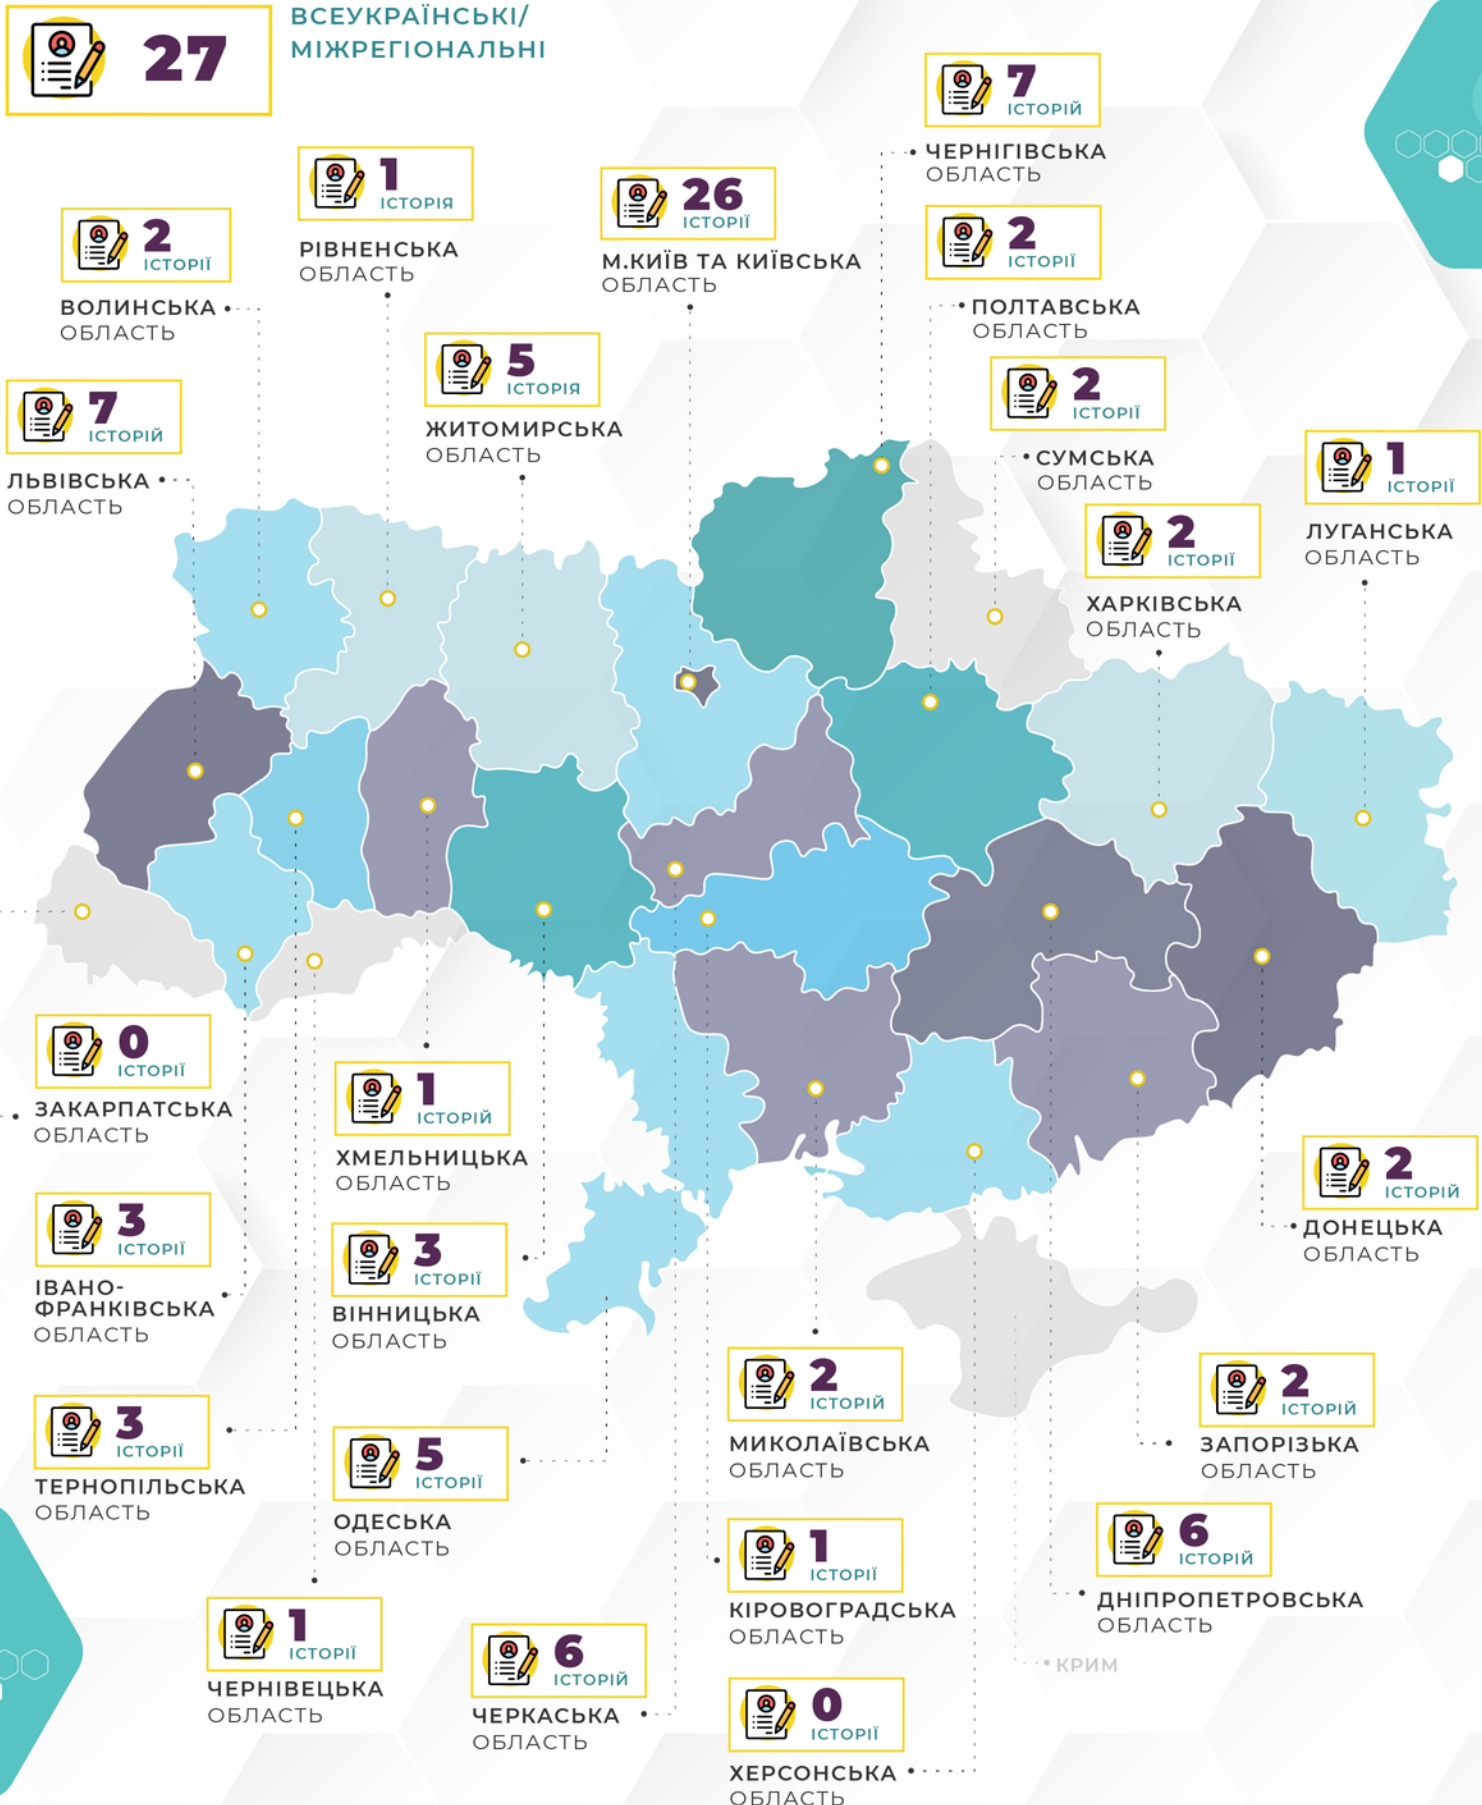 27
ВСЕУКРАЇНСЬКІ/
МІЖРЕГІОНАЛЬНІ
7
ІСТОРІЙ
ЧЕРНІГІВСЬКА
ОБЛАСТЬ
1
ІСТОРІЯ
РІВНЕНСЬКА
ОБЛАСТЬ
26
ІСТОРІЇ
М.КИЇВ ТА КИЇВСЬКА
ОБЛАСТЬ
2
ІСТОРІЇ
ВОЛИНСЬКА
ОБЛАСТЬ
2
ІСТОРІЇ
ПОЛТАВСЬКА
ОБЛАСТЬ
5
ІСТОРІЯ
ЖИТОМИРСЬКА
ОБЛАСТЬ
2
ІСТОРІЇ
СУМСЬКА
ОБЛАСТЬ
7
ІСТОРІЙ
ЛЬВІВСЬКА
ОБЛАСТЬ
1
ІСТОРІЇ
ЛУГАНСЬКА
ОБЛАСТЬ
2
ІСТОРІЇ
ХАРКІВСЬКА
ОБЛАСТЬ
0
ІСТОРІЇ
ЗАКАРПАТСЬКА
ОБЛАСТЬ
1
ІСТОРІЙ
ХМЕЛЬНИЦЬКА
ОБЛАСТЬ
2
ІСТОРІЙ
ДОНЕЦЬКА
ОБЛАСТЬ
3
ІСТОРІЇ
ІВАНО-
ФРАНКІВСЬКА
ОБЛАСТЬ
3
ІСТОРІЇ
ВІННИЦЬКА
ОБЛАСТЬ
2
ІСТОРІЙ
МИКОЛАЇВСЬКА
ОБЛАСТЬ
2
ІСТОРІЙ
ЗАПОРІЗЬКА
ОБЛАСТЬ
3
ІСТОРІЇ
ТЕРНОПІЛЬСЬКА
ОБЛАСТЬ
5
ІСТОРІЇ
ОДЕСЬКА
ОБЛАСТЬ
1
ІСТОРІЇ
КІРОВОГРАДСЬКА
ОБЛАСТЬ
6
ІСТОРІЙ
ДНІПРОПЕТРОВСЬКА
ОБЛАСТЬ
КРИМ
1
ІСТОРІЇ
ЧЕРНІВЕЦЬКА
ОБЛАСТЬ
6
ІСТОРІЙ
ЧЕРКАСЬКА
ОБЛАСТЬ
0
ІСТОРІЇ
ХЕРСОНСЬКА
ОБЛАСТЬ